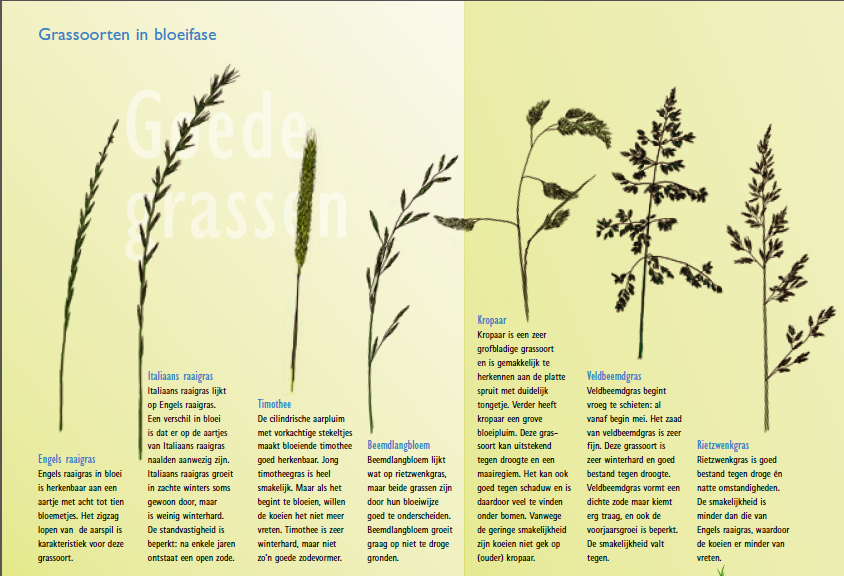 Grassoorten in bloeifase
Goede
grassen
Engels raaigras
Engels raaigras in bloei
is herkenbaar aan een
aartje met acht tot tien
bloemetjes. Het zigzag
lopen van de aarspil is
karakteristiek voor deze
grassoort.
Italiaans raaigras
Italiaans raaigras lijkt
op Engels raaigras.
Een verschil in bloei
is dat er op de aartjes
van Italiaans raaigras
naalden aanwezig zijn.
Italiaans raaigras groeit
in zachte winters soms
gewoon door, maar
is weinig winterhard.
De standvastigheid is
beperkt: na enkele jaren
ontstaat een open zode.
Timothee
De cilindrische aarpluim
met vorkachtige stekeltjes
maakt bloeiende timothee
goed herkenbaar. Jong
timotheegras is heel
smakelijk. Maar als het
begint te bloeien, willen
de koeien het niet meer
vreten. Timothee is zeer
winterhard, maar niet
zo'n goede zodevormer.
Beemdlangbloem
Beemdlangbloem lijkt
wat op rietzwenkgras,
maar beide grassen zijn
door hun bloeiwijze
goed te onderscheiden.
Beemdlangbloem groeit
graag op niet te droge
gronden.
Kropaar
Kropaar is een zeer
grofbladige grassoort
en is gemakkelijk te
herkennen aan de platte
spruit met duidelijk
tongetje. Verder heeft
kropaar een grove
bloeipluim. Deze gras-
soort kan uitstekend
tegen droogte en een
maairegiem. Het kan ook
goed tegen schaduw en is
daardoor veel te vinden
onder bomen. Vanwege
de geringe smakelijkheid
zijn koeien niet gek op
(ouder) kropaar.
Veldbeemdgras
Veldbeemdgras begint
vroeg te schieten: al
vanaf begin mei. Het zaad
van veldbeemdgras is zeer
fijn. Deze grassoort is
zeer winterhard en goed
bestand tegen droogte.
Veldbeemdgras vormt een
dichte zode maar kiemt
erg traag, en ook de
voorjaarsgroei is beperkt.
De smakelijkheid valt
tegen.
Rietzwenkgras
Rietzwenkgras is goed
bestand tegen droge én
natte omstandigheden.
De smakelijkheid is
minder dan die van
Engels raaigras, waardoor
de koeien er minder van
vreten.